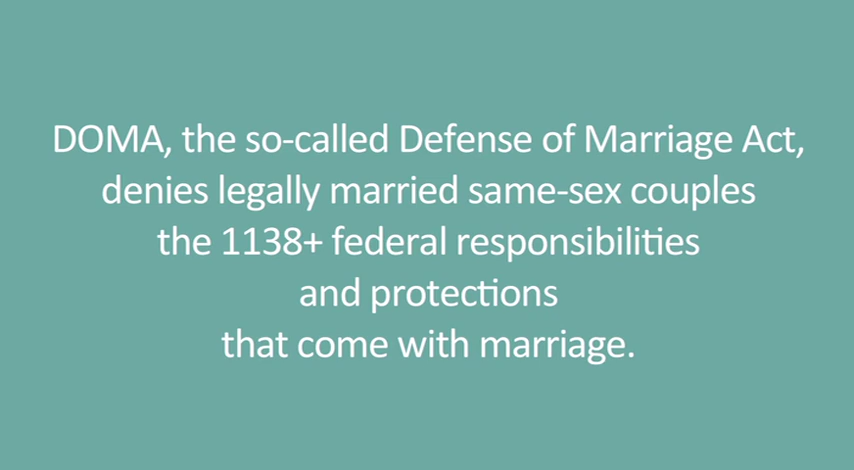 DOMA, the so-called Defense of Marriage Act,
denies legally married same-sex couples
the 1138+ federal responsibilities
and protections
that come with marriage.